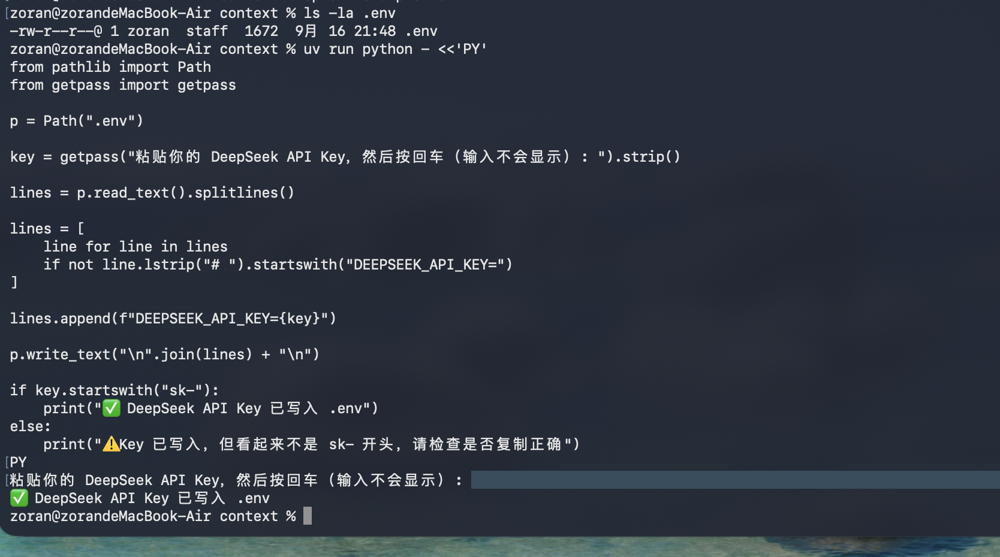 zoran@zorandeMacBook-Air context % ls -la .env
-rw-r--r--@ 1 zoran  staff  1672  9月 16 21:48 .env
zoran@zorandeMacBook-Air context % uv run python - <<'PY'
from pathlib import Path
from getpass import getpass

p = Path(".env")

key = getpass("粘贴你的 DeepSeek API Key, 然后按回车（输入不会显示）: ").strip()

lines = p.read_text().splitlines()

lines = [
    line for line in lines
    if not line.lstrip("# ").startswith("DEEPSEEK_API_KEY=")
]

lines.append(f"DEEPSEEK_API_KEY={key}")

p.write_text("\n".join(lines) + "\n")

if key.startswith("sk-"):
    print("✅ DeepSeek API Key 已写入 .env")
else:
    print("⚠️Key 已写入, 但看起来不是 sk- 开头, 请检查是否复制正确")
PY
粘贴你的 DeepSeek API Key, 然后按回车（输入不会显示）:
✅ DeepSeek API Key 已写入 .env
zoran@zorandeMacBook-Air context %